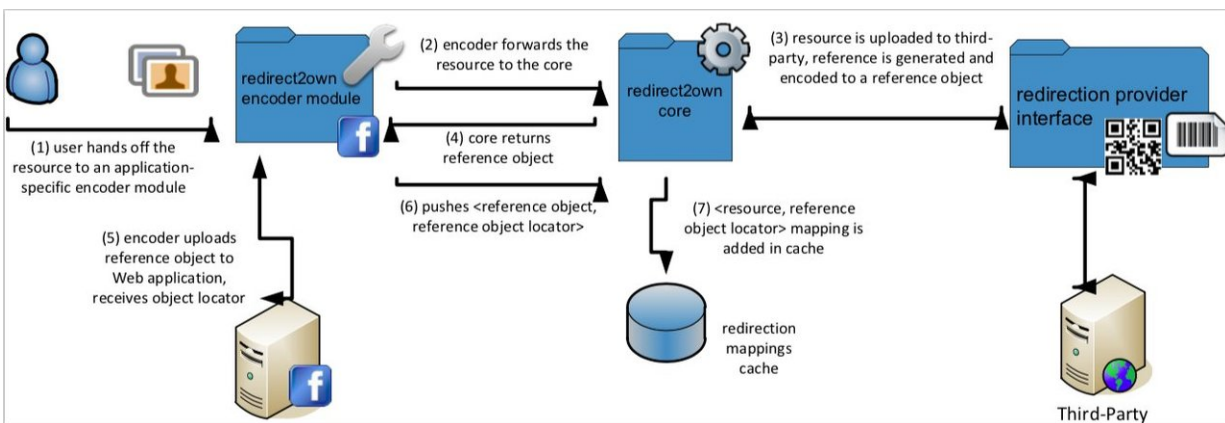 (1) user hands off the
resource to an application-
specific encoder module
redirect2own
encoder module
f
(2) encoder forwards the
resource to the core
(4) core returns
reference object
(6) pushes <reference object,
reference object locator>
(5) encoder uploads
reference object to
Web application,
receives object locator
f
redirect2own
core
(3) resource is uploaded to third-
party, reference is generated and
encoded to a reference object
(7) <resource, reference
object locator> mapping is
added in cache
redirection
mappings
cache
redirection provider
interface
Third-Party